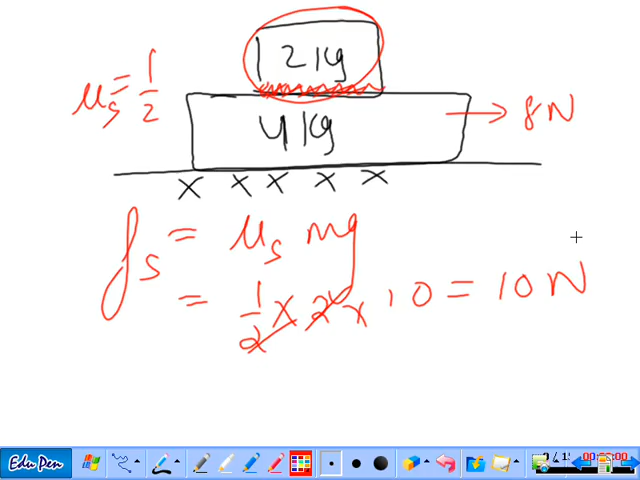 2 kg
μs = 1/2
4 kg
8 N
x x x x x
fs = μs mg
= 1/2 x 2 x 10 = 10 N
Edu Pen